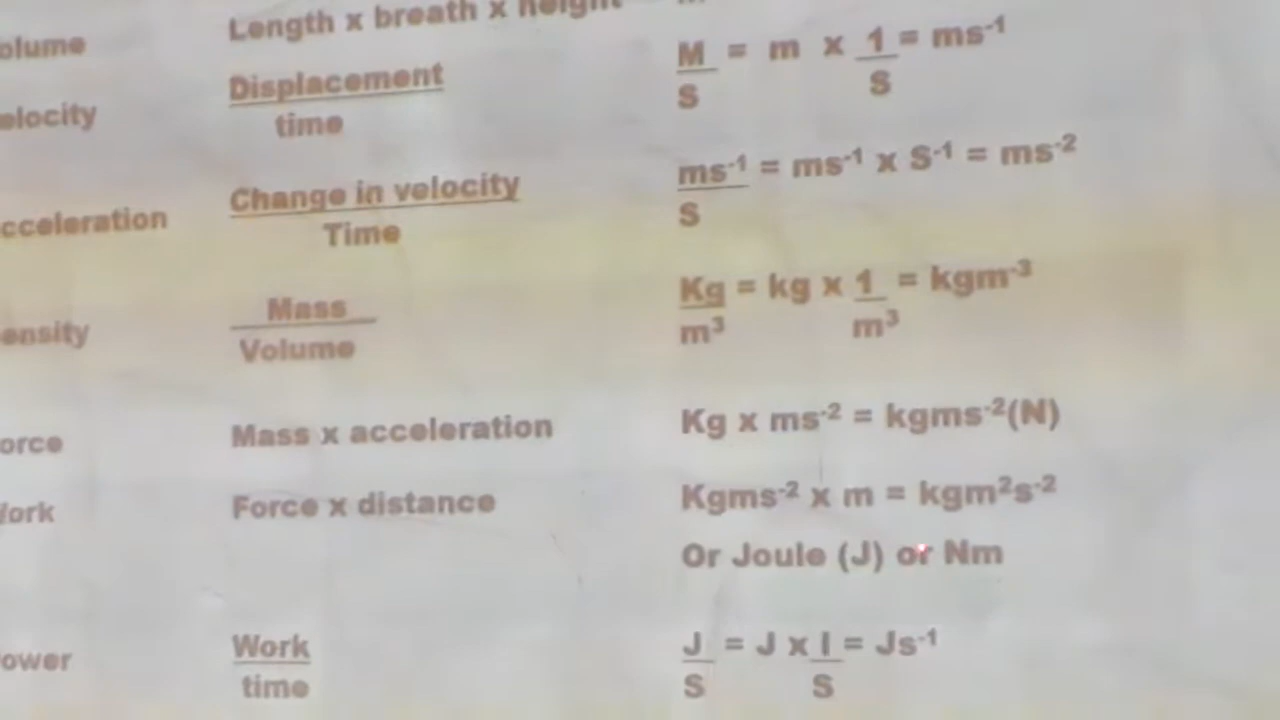 olume Length x breath x height
elocity Displacement M = m x 1 = ms⁻¹
time S S
cceleration Change in velocity ms⁻¹ = ms⁻¹ x S⁻¹ = ms⁻²
Time S
ensity Mass Kg = kg x 1 = kgm⁻³
Volume m³ m³
orce Mass x acceleration Kg x ms⁻² = kgms⁻²(N)
ork Force x distance Kgms⁻² x m = kgm²s⁻²
Or Joule (J) or Nm
ower Work J = J x I = Js⁻¹
time S S